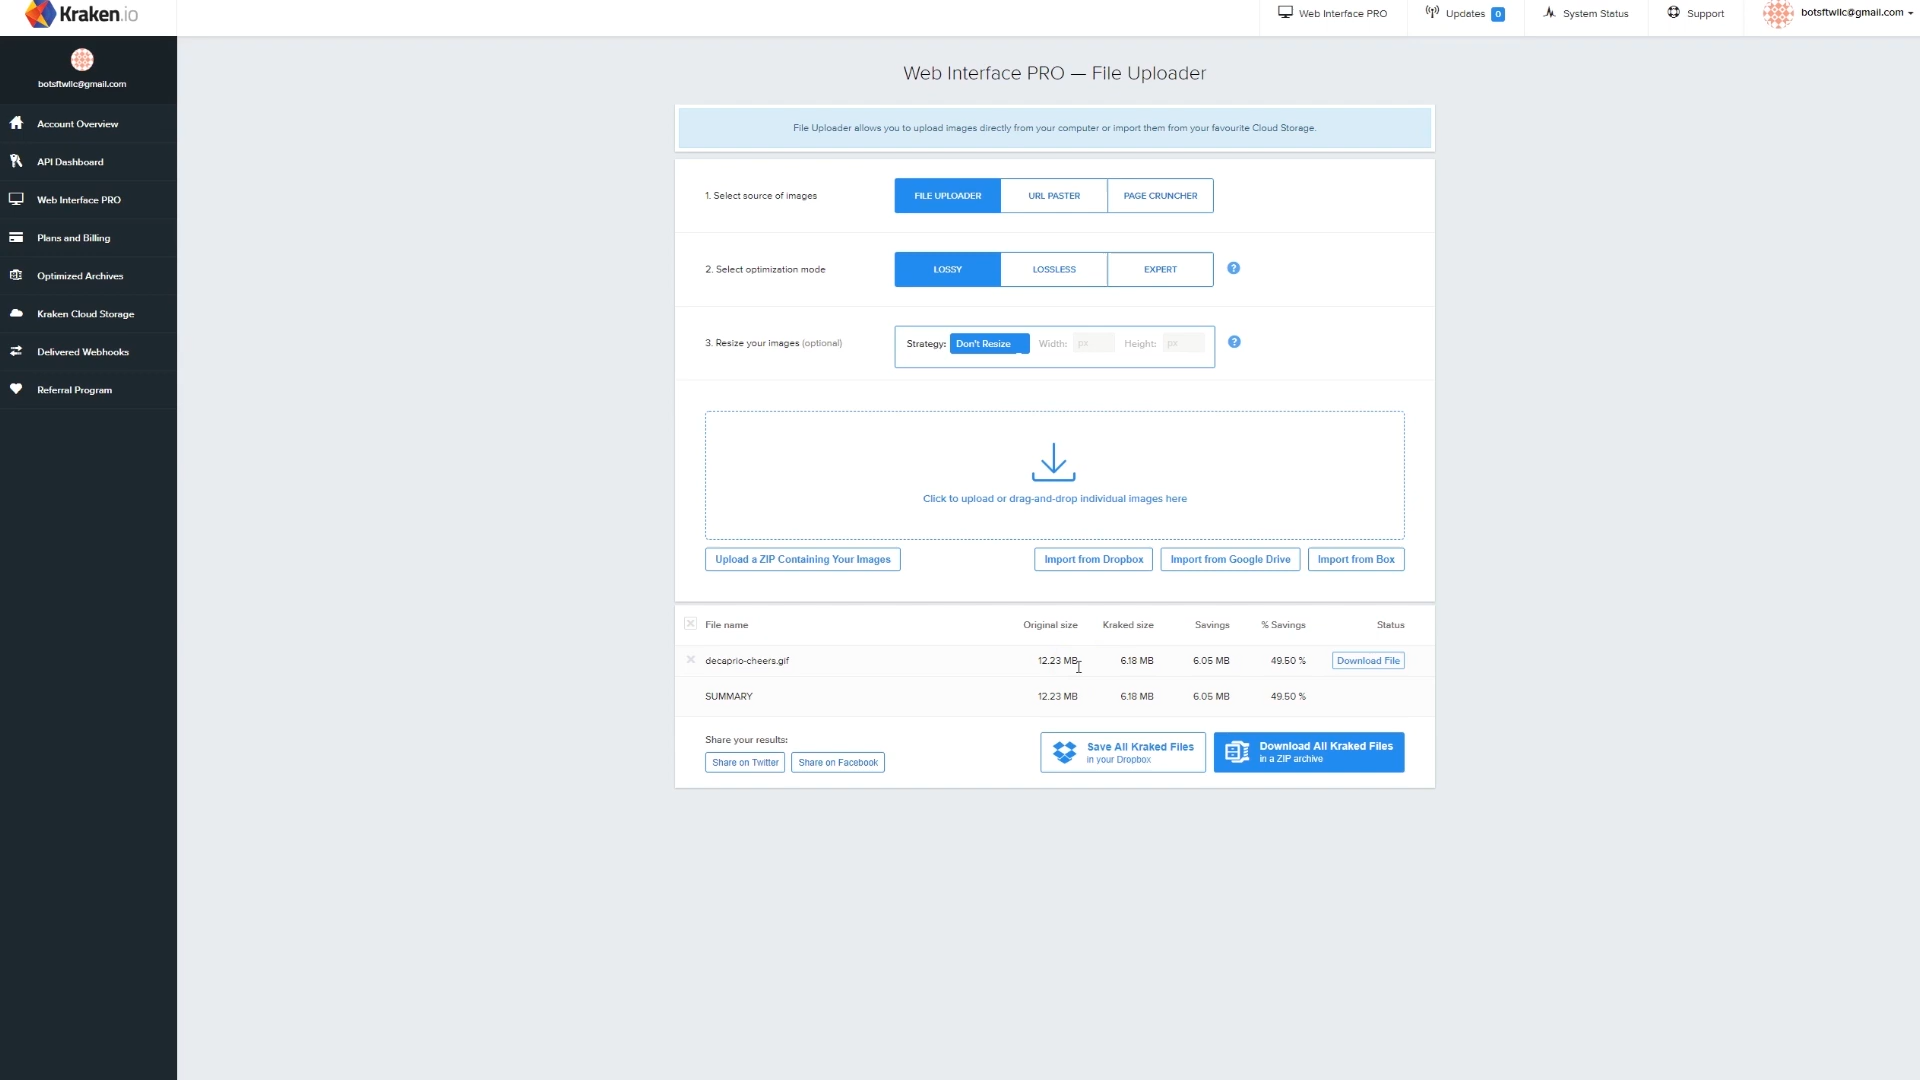 Kraken.io
Web Interface PRO
Updates 0
System Status
Support
botsftwllc@gmail.com
botsftwllc@gmail.com
Account Overview
API Dashboard
Web Interface PRO
Plans and Billing
Optimized Archives
Kraken Cloud Storage
Delivered Webhooks
Referral Program
Web Interface PRO — File Uploader
File Uploader allows you to upload images directly from your computer or import them from your favourite Cloud Storage.
1. Select source of images
FILE UPLOADER
URL PASTER
PAGE CRUNCHER
2. Select optimization mode
LOSSY
LOSSLESS
EXPERT
?
3. Resize your images (optional)
Strategy: Don't Resize Width: px Height: px
?
Click to upload or drag-and-drop individual images here
Upload a ZIP Containing Your Images
Import from Dropbox
Import from Google Drive
Import from Box
File name Original size Kraked size Savings % Savings Status
decaprio-cheers.gif 12.23 MB 6.18 MB 6.05 MB 49.50 % Download File
SUMMARY 12.23 MB 6.18 MB 6.05 MB 49.50 %
Share your results:
Share on Twitter
Share on Facebook
Save All Kraked Files
in your Dropbox
Download All Kraked Files
in a ZIP archive